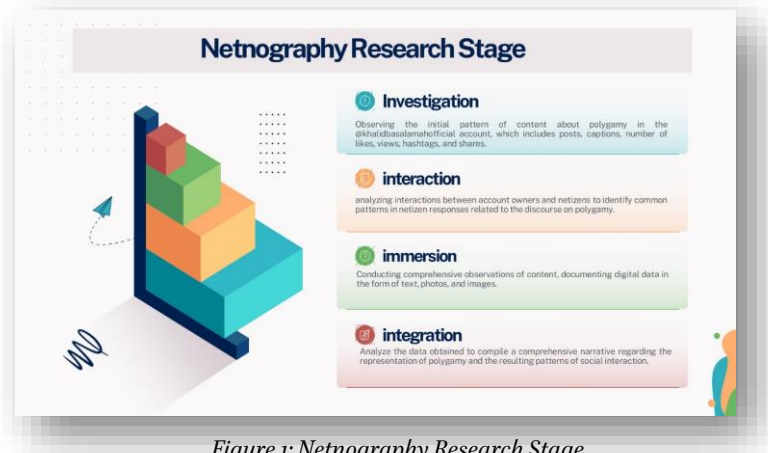 Netnography Research Stage
Investigation
Observing the initial pattern of content about polygamy in the
@khalidbasalamahofficial account, which includes posts, captions, number of
likes, views, hashtags, and shares.
interaction
analyzing interactions between account owners and netizens to identify common
patterns in netizen responses related to the discourse on polygamy.
immersion
Conducting comprehensive observations of content, documenting digital data in
the form of text, photos, and images.
integration
Analyze the data obtained to compile a comprehensive narrative regarding the
representation of polygamy and the resulting patterns of social interaction.
Figure 1: Netnography Research Stage